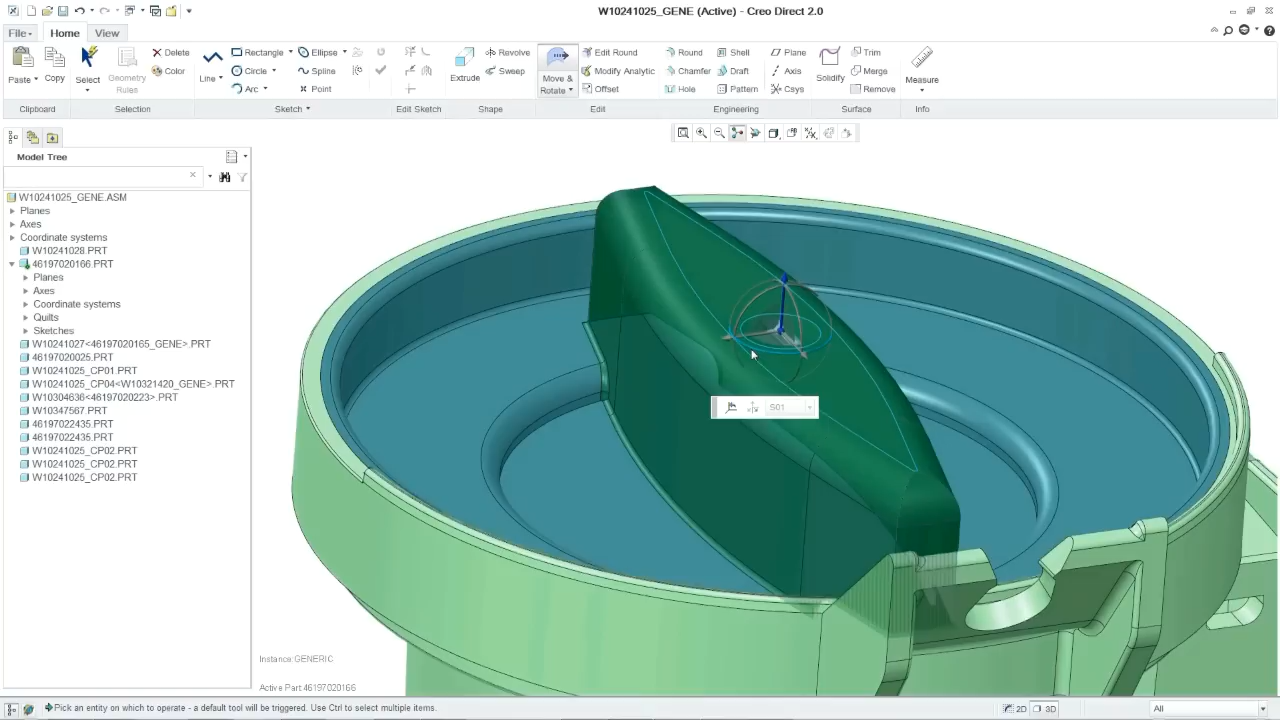 W10241025_GENE (Active) - Creo Direct 2.0
File Home View
Paste Copy Select Geometry Rules Delete Color
Line Rectangle Circle Arc Ellipse Spline Point
Extrude Revolve Sweep
Move & Rotate Edit Round Modify Analytic Offset
Round Chamfer Hole Shell Draft Pattern
Plane Axis Csys Solidify Trim Merge Remove Measure
Clipboard Selection Sketch Edit Sketch Shape Edit Engineering Surface Info
Model Tree
W10241025_GENE.ASM
Planes
Axes
Coordinate systems
W10241028.PRT
46197020166.PRT
Planes
Axes
Coordinate systems
Quilts
Sketches
W10241027<46197020165_GENE>.PRT
46197020025.PRT
W10241025_CP01.PRT
W10241025_CP04<W10321420_GENE>.PRT
W10304636<46197020223>.PRT
W10347567.PRT
46197022435.PRT
46197022435.PRT
W10241025_CP02.PRT
W10241025_CP02.PRT
W10241025_CP02.PRT
S01
Instance:GENERIC
Active Part:46197020166
Pick an entity on which to operate - a default tool will be triggered. Use Ctrl to select multiple items.
2D 3D All